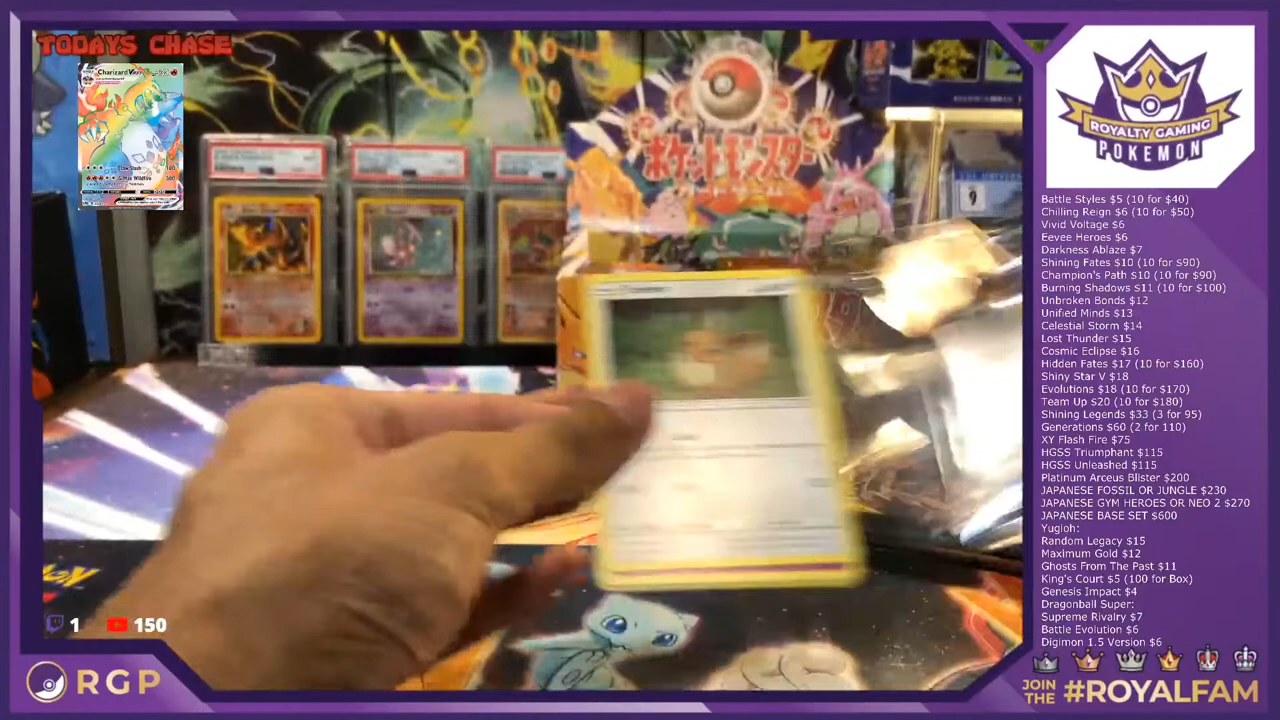 TODAYS CHASE
Charizard
Claw Slash 100
G-Max Wildfire 300
ポケットモンスター
9
ROYALTY GAMING
POKEMON
Battle Styles $5 (10 for $40)
Chilling Reign $6 (10 for $50)
Vivid Voltage $6
Eevee Heroes $6
Darkness Ablaze $7
Shining Fates $10 (10 for $90)
Champion's Path $10 (10 for $90)
Burning Shadows $11 (10 for $100)
Unbroken Bonds $12
Unified Minds $13
Celestial Storm $14
Lost Thunder $15
Cosmic Eclipse $16
Hidden Fates $17 (10 for $160)
Shiny Star V $18
Evolutions $18 (10 for $170)
Team Up $20 (10 for $180)
Shining Legends $33 (3 for 95)
Generations $60 (2 for 110)
XY Flash Fire $75
HGSS Triumphant $115
HGSS Unleashed $115
Platinum Arceus Blister $200
JAPANESE FOSSIL OR JUNGLE $230
JAPANESE GYM HEROES OR NEO 2 $270
JAPANESE BASE SET $600
Yugioh:
Random Legacy $15
Maximum Gold $12
Ghosts From The Past $11
King's Court $5 (100 for Box)
Genesis Impact $4
Dragonball Super:
Supreme Rivalry $7
Battle Evolution $6
Digimon 1.5 Version $6
1 150
RGP
JOIN
THE #ROYALFAM